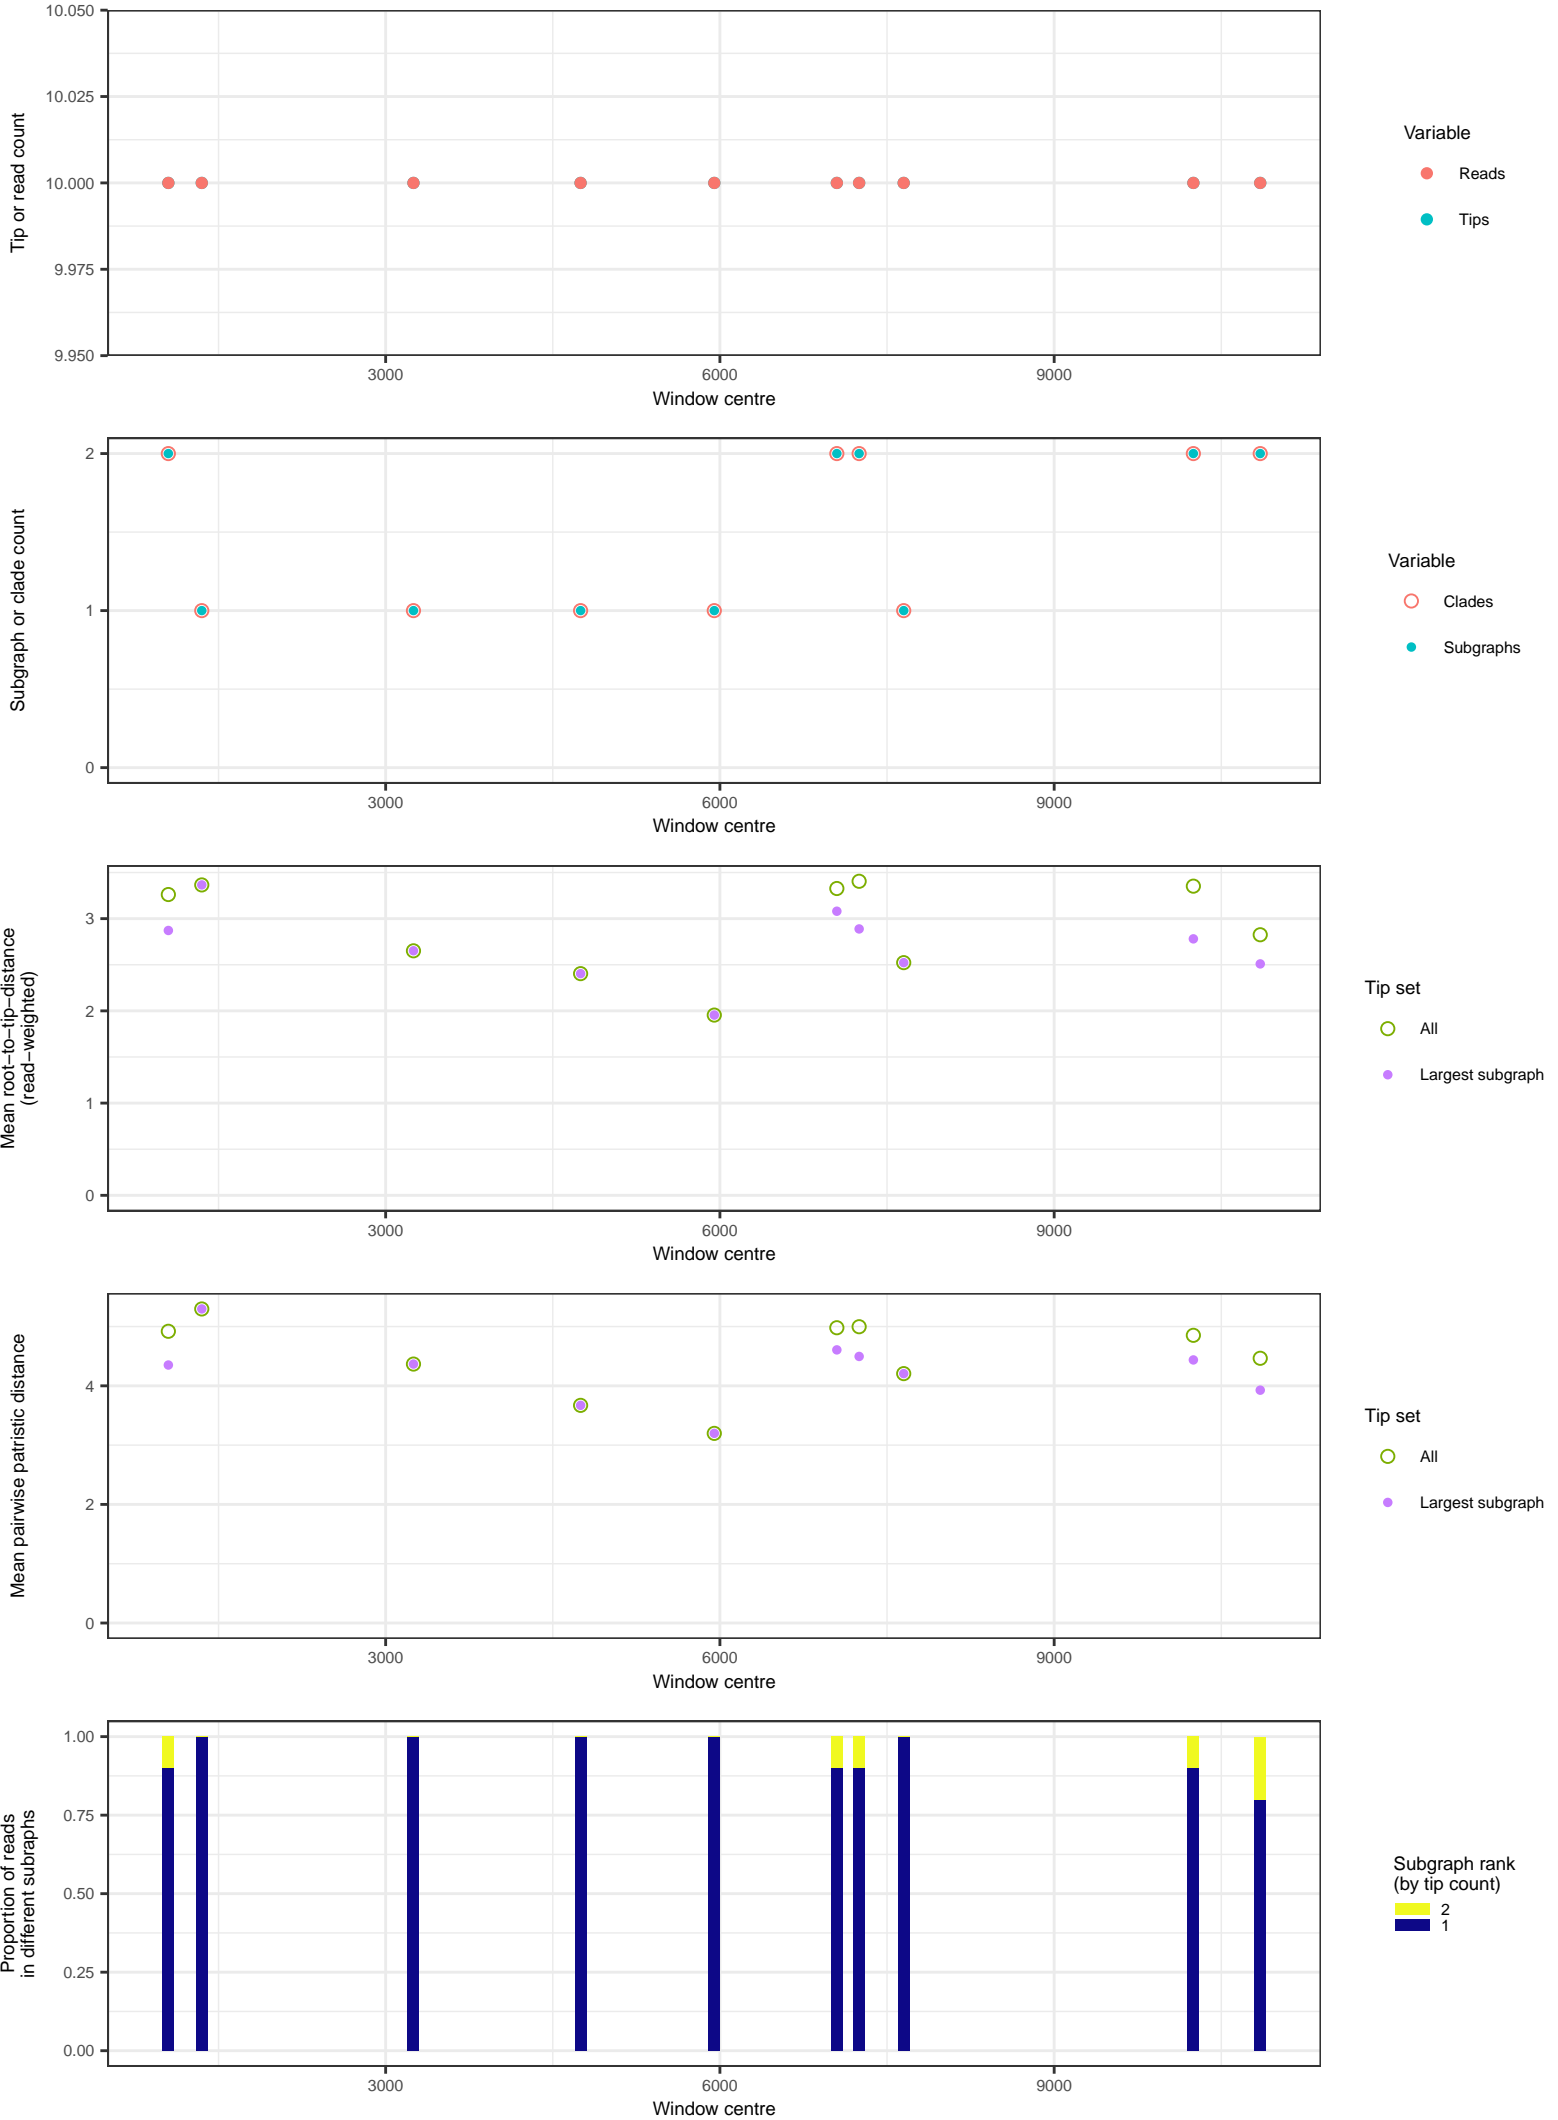 10.050
10.025
10.000
9.975
9.950
Tip or read count
3000
6000
9000
Window centre
Variable
Reads
Tips
2
1
0
Subgraph or clade count
3000
6000
9000
Window centre
Variable
Clades
Subgraphs
3
2
1
0
Mean root−to−tip−distance
(read−weighted)
3000
6000
9000
Window centre
Tip set
All
Largest subgraph
4
2
0
Mean pairwise patristic distance
3000
6000
9000
Window centre
Tip set
All
Largest subgraph
1.00
0.75
0.50
0.25
0.00
Proportion of reads
in different subraphs
3000
6000
9000
Window centre
Subgraph rank
(by tip count)
2
1